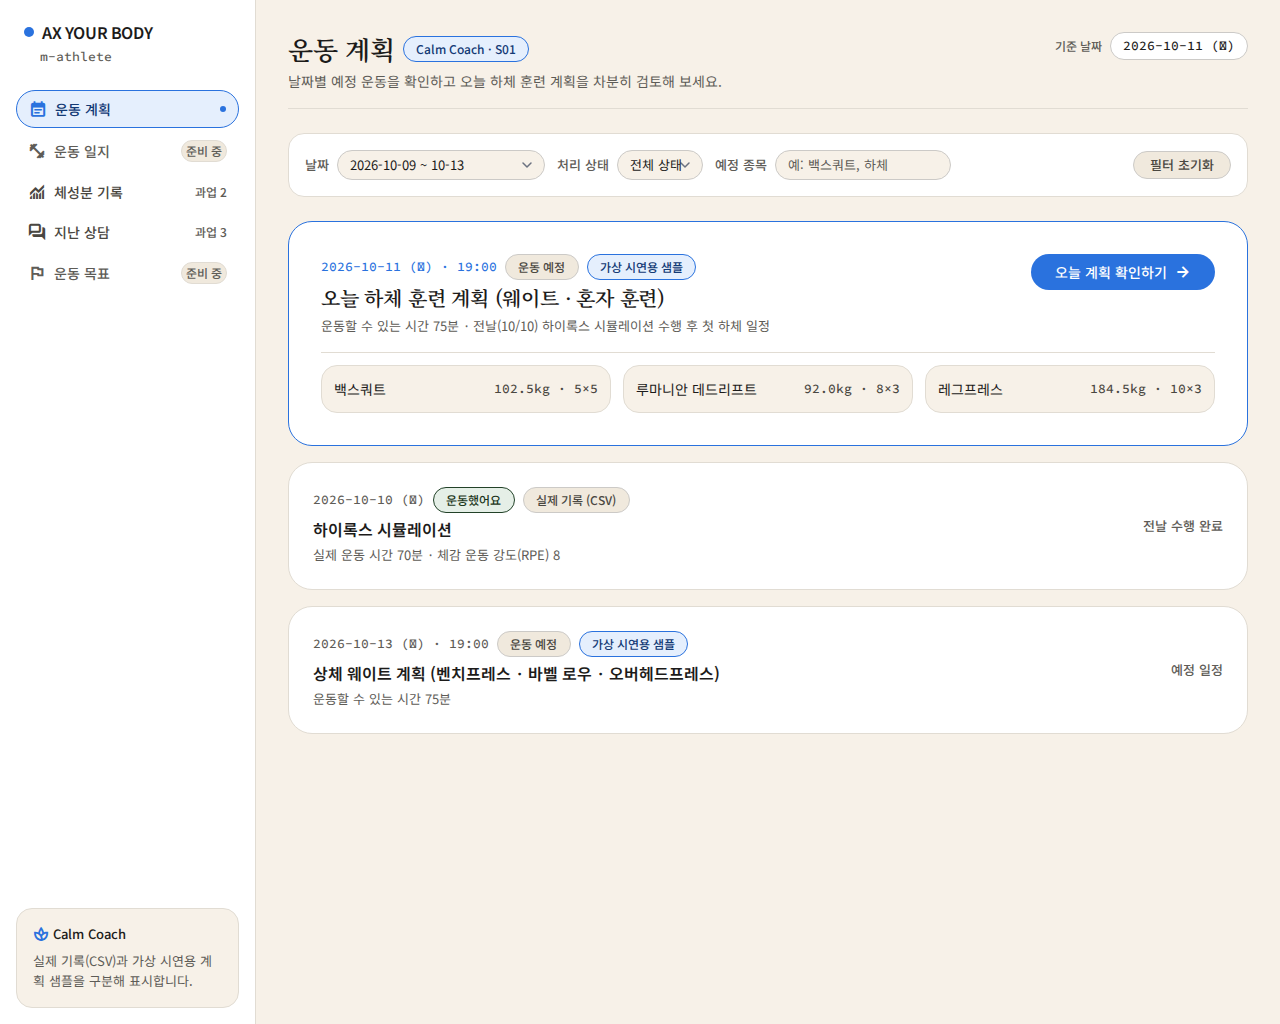 AX YOUR BODY
m-athlete
운동 계획
운동 일지 준비 중
체성분 기록 과업 2
지난 상담 과업 3
운동 목표 준비 중
Calm Coach
실제 기록(CSV)과 가상 시연용 계
획 샘플을 구분해 표시합니다.
운동 계획 Calm Coach · S01
기준 날짜 2026-10-11 ( )
날짜별 예정 운동을 확인하고 오늘 하체 훈련 계획을 차분히 검토해 보세요.
날짜 2026-10-09 ~ 10-13 처리 상태 전체 상태 예정 종목 예: 백스쿼트, 하체 필터 초기화
2026-10-11 ( ) · 19:00 운동 예정 가상 시연용 샘플
오늘 계획 확인하기 →
오늘 하체 훈련 계획 (웨이트 · 혼자 훈련)
운동할 수 있는 시간 75분 · 전날(10/10) 하이록스 시뮬레이션 수행 후 첫 하체 일정
백스쿼트 102.5kg · 5×5 루마니안 데드리프트 92.0kg · 8×3 레그프레스 184.5kg · 10×3
2026-10-10 ( ) 운동했어요 실제 기록 (CSV)
하이록스 시뮬레이션
전날 수행 완료
실제 운동 시간 70분 · 체감 운동 강도(RPE) 8
2026-10-13 ( ) · 19:00 운동 예정 가상 시연용 샘플
상체 웨이트 계획 (벤치프레스 · 바벨 로우 · 오버헤드프레스)
예정 일정
운동할 수 있는 시간 75분